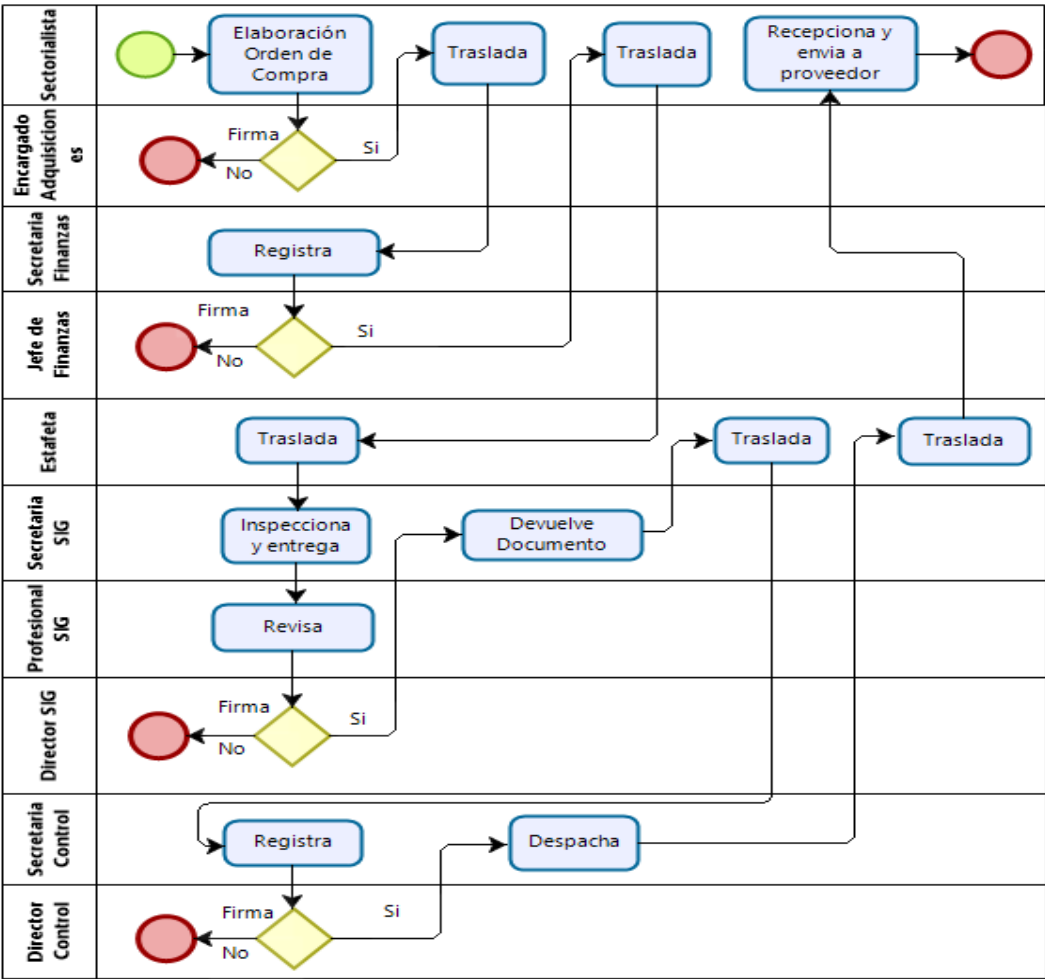 Sectorialista
Elaboración
Orden de
Compra
Traslada
Traslada
Recepciona y
envia a
proveedor
Encargado
Adquisicion
es
Firma
No
Si
Secretaria
Finanzas
Registra
Jefe de
Finanzas
Firma
No
Si
Estafeta
Traslada
Traslada
Traslada
Secretaria
SIG
Inspecciona
y entrega
Devuelve
Documento
Profesional
SIG
Revisa
Director SIG
Firma
No
Si
Secretaria
Control
Registra
Despacha
Director
Control
Firma
No
Si